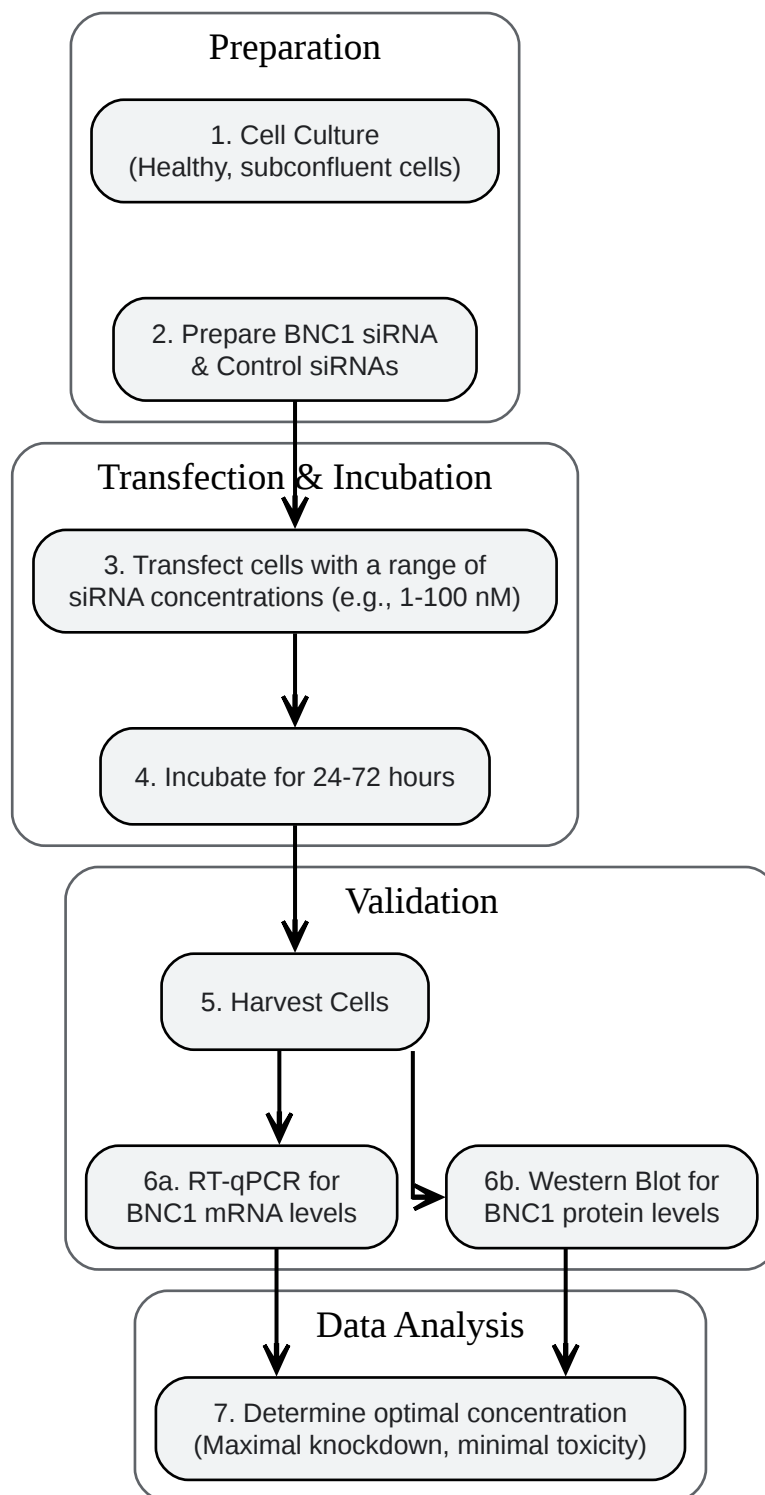 Preparation
1. Cell Culture
(Healthy, subconfluent cells)
2. Prepare BNC1 siRNA
& Control siRNAs
Transfection & Incubation
3. Transfect cells with a range of
siRNA concentrations (e.g., 1-100 nM)
4. Incubate for 24-72 hours
Validation
5. Harvest Cells
6a. RT-qPCR for
BNC1 mRNA levels
6b. Western Blot for
BNC1 protein levels
Data Analysis
7. Determine optimal concentration
(Maximal knockdown, minimal toxicity)